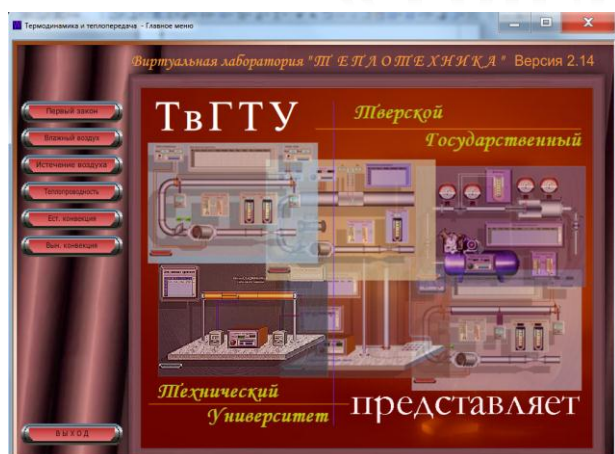 Термодинамика и теплопередача - Главное меню
Виртуальная лаборатория "Т Е П Л О Т Е Х Н И К А" Версия 2.14
Первый закон
Влажный воздух
Истечение воздуха
Теплопроводность
Ест. конвекция
Вын. конвекция
ВЫХОД
ТвГТУ
Тверской
Государственный
Технический
Университет
представляет